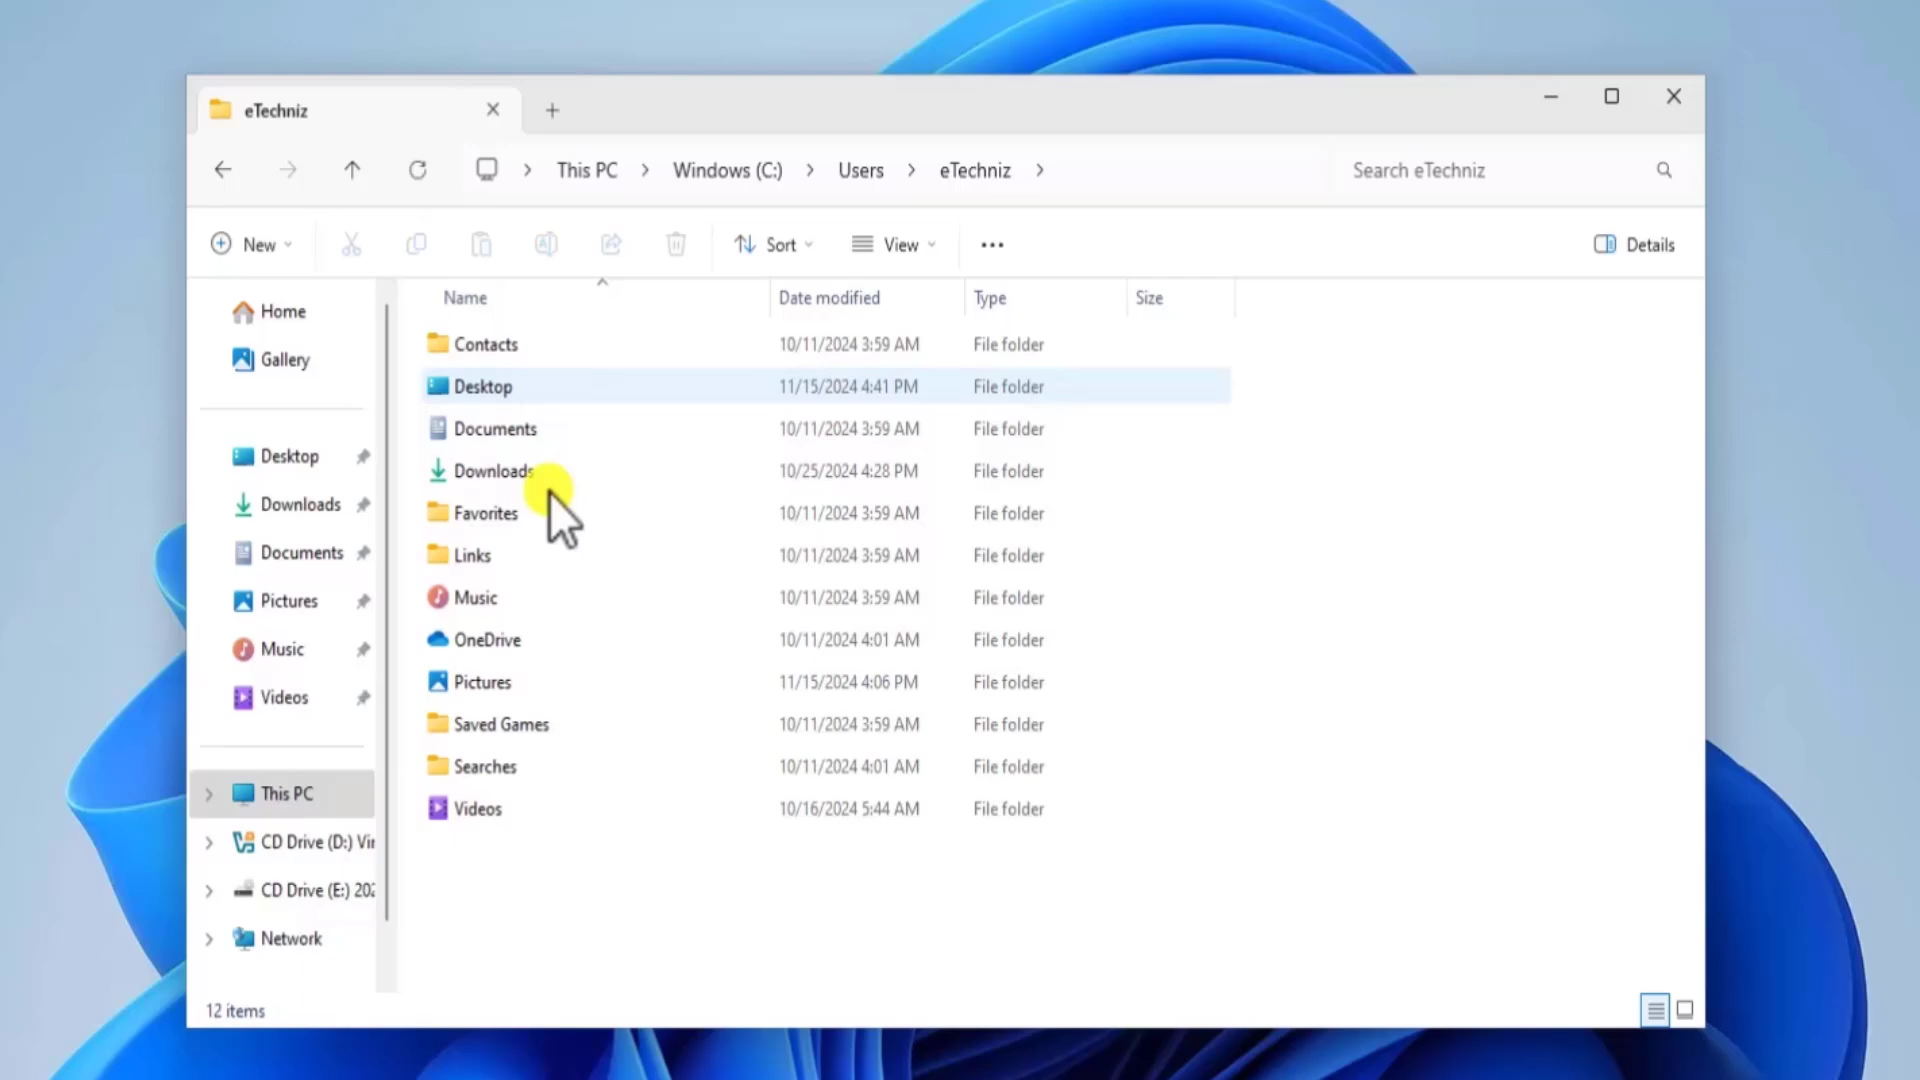 eTechniz
This PC > Windows (C:) > Users > eTechniz >
Search eTechniz
New
Sort
View
Details
Home
Gallery
Desktop
Downloads
Documents
Pictures
Music
Videos
This PC
CD Drive (D:) Vir
CD Drive (E:) 202
Network
Name Date modified Type Size
Contacts 10/11/2024 3:59 AM File folder
Desktop 11/15/2024 4:41 PM File folder
Documents 10/11/2024 3:59 AM File folder
Downloads 10/25/2024 4:28 PM File folder
Favorites 10/11/2024 3:59 AM File folder
Links 10/11/2024 3:59 AM File folder
Music 10/11/2024 3:59 AM File folder
OneDrive 10/11/2024 4:01 AM File folder
Pictures 11/15/2024 4:06 PM File folder
Saved Games 10/11/2024 3:59 AM File folder
Searches 10/11/2024 4:01 AM File folder
Videos 10/16/2024 5:44 AM File folder
12 items